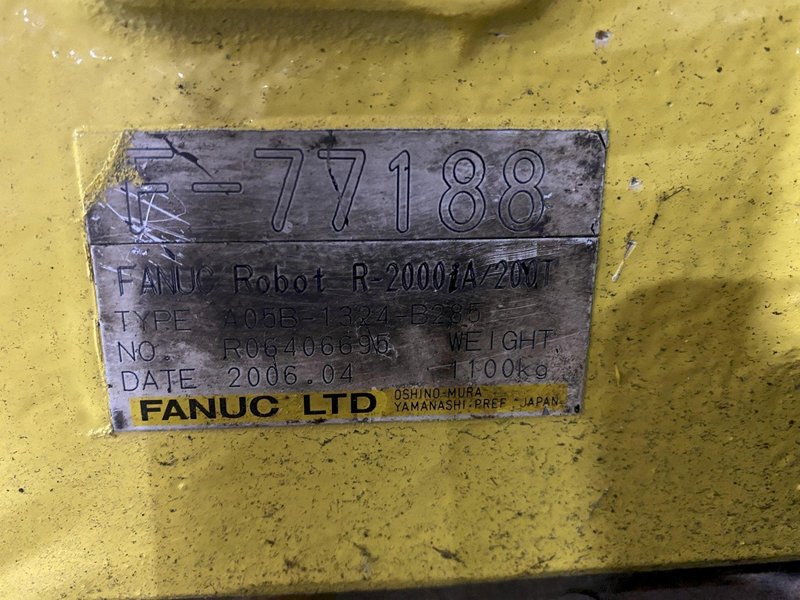 F-77188
FANUC Robot R-2000iA/200T
TYPE A05B-1324-B285
NO. R06406695 WEIGHT
DATE 2006.04 1100kg
FANUC LTD OSHINO-MURA
YAMANASHI PREF. JAPAN